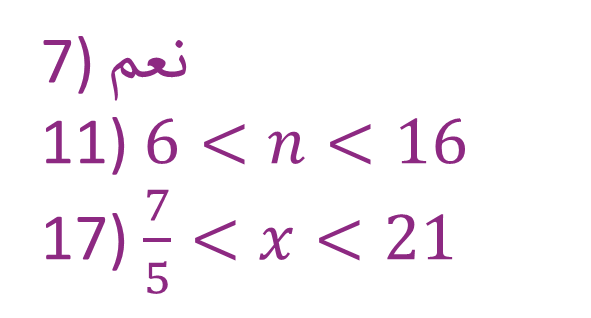 7) نعم
11) 6 < n < 16
17) 7/5 < x < 21